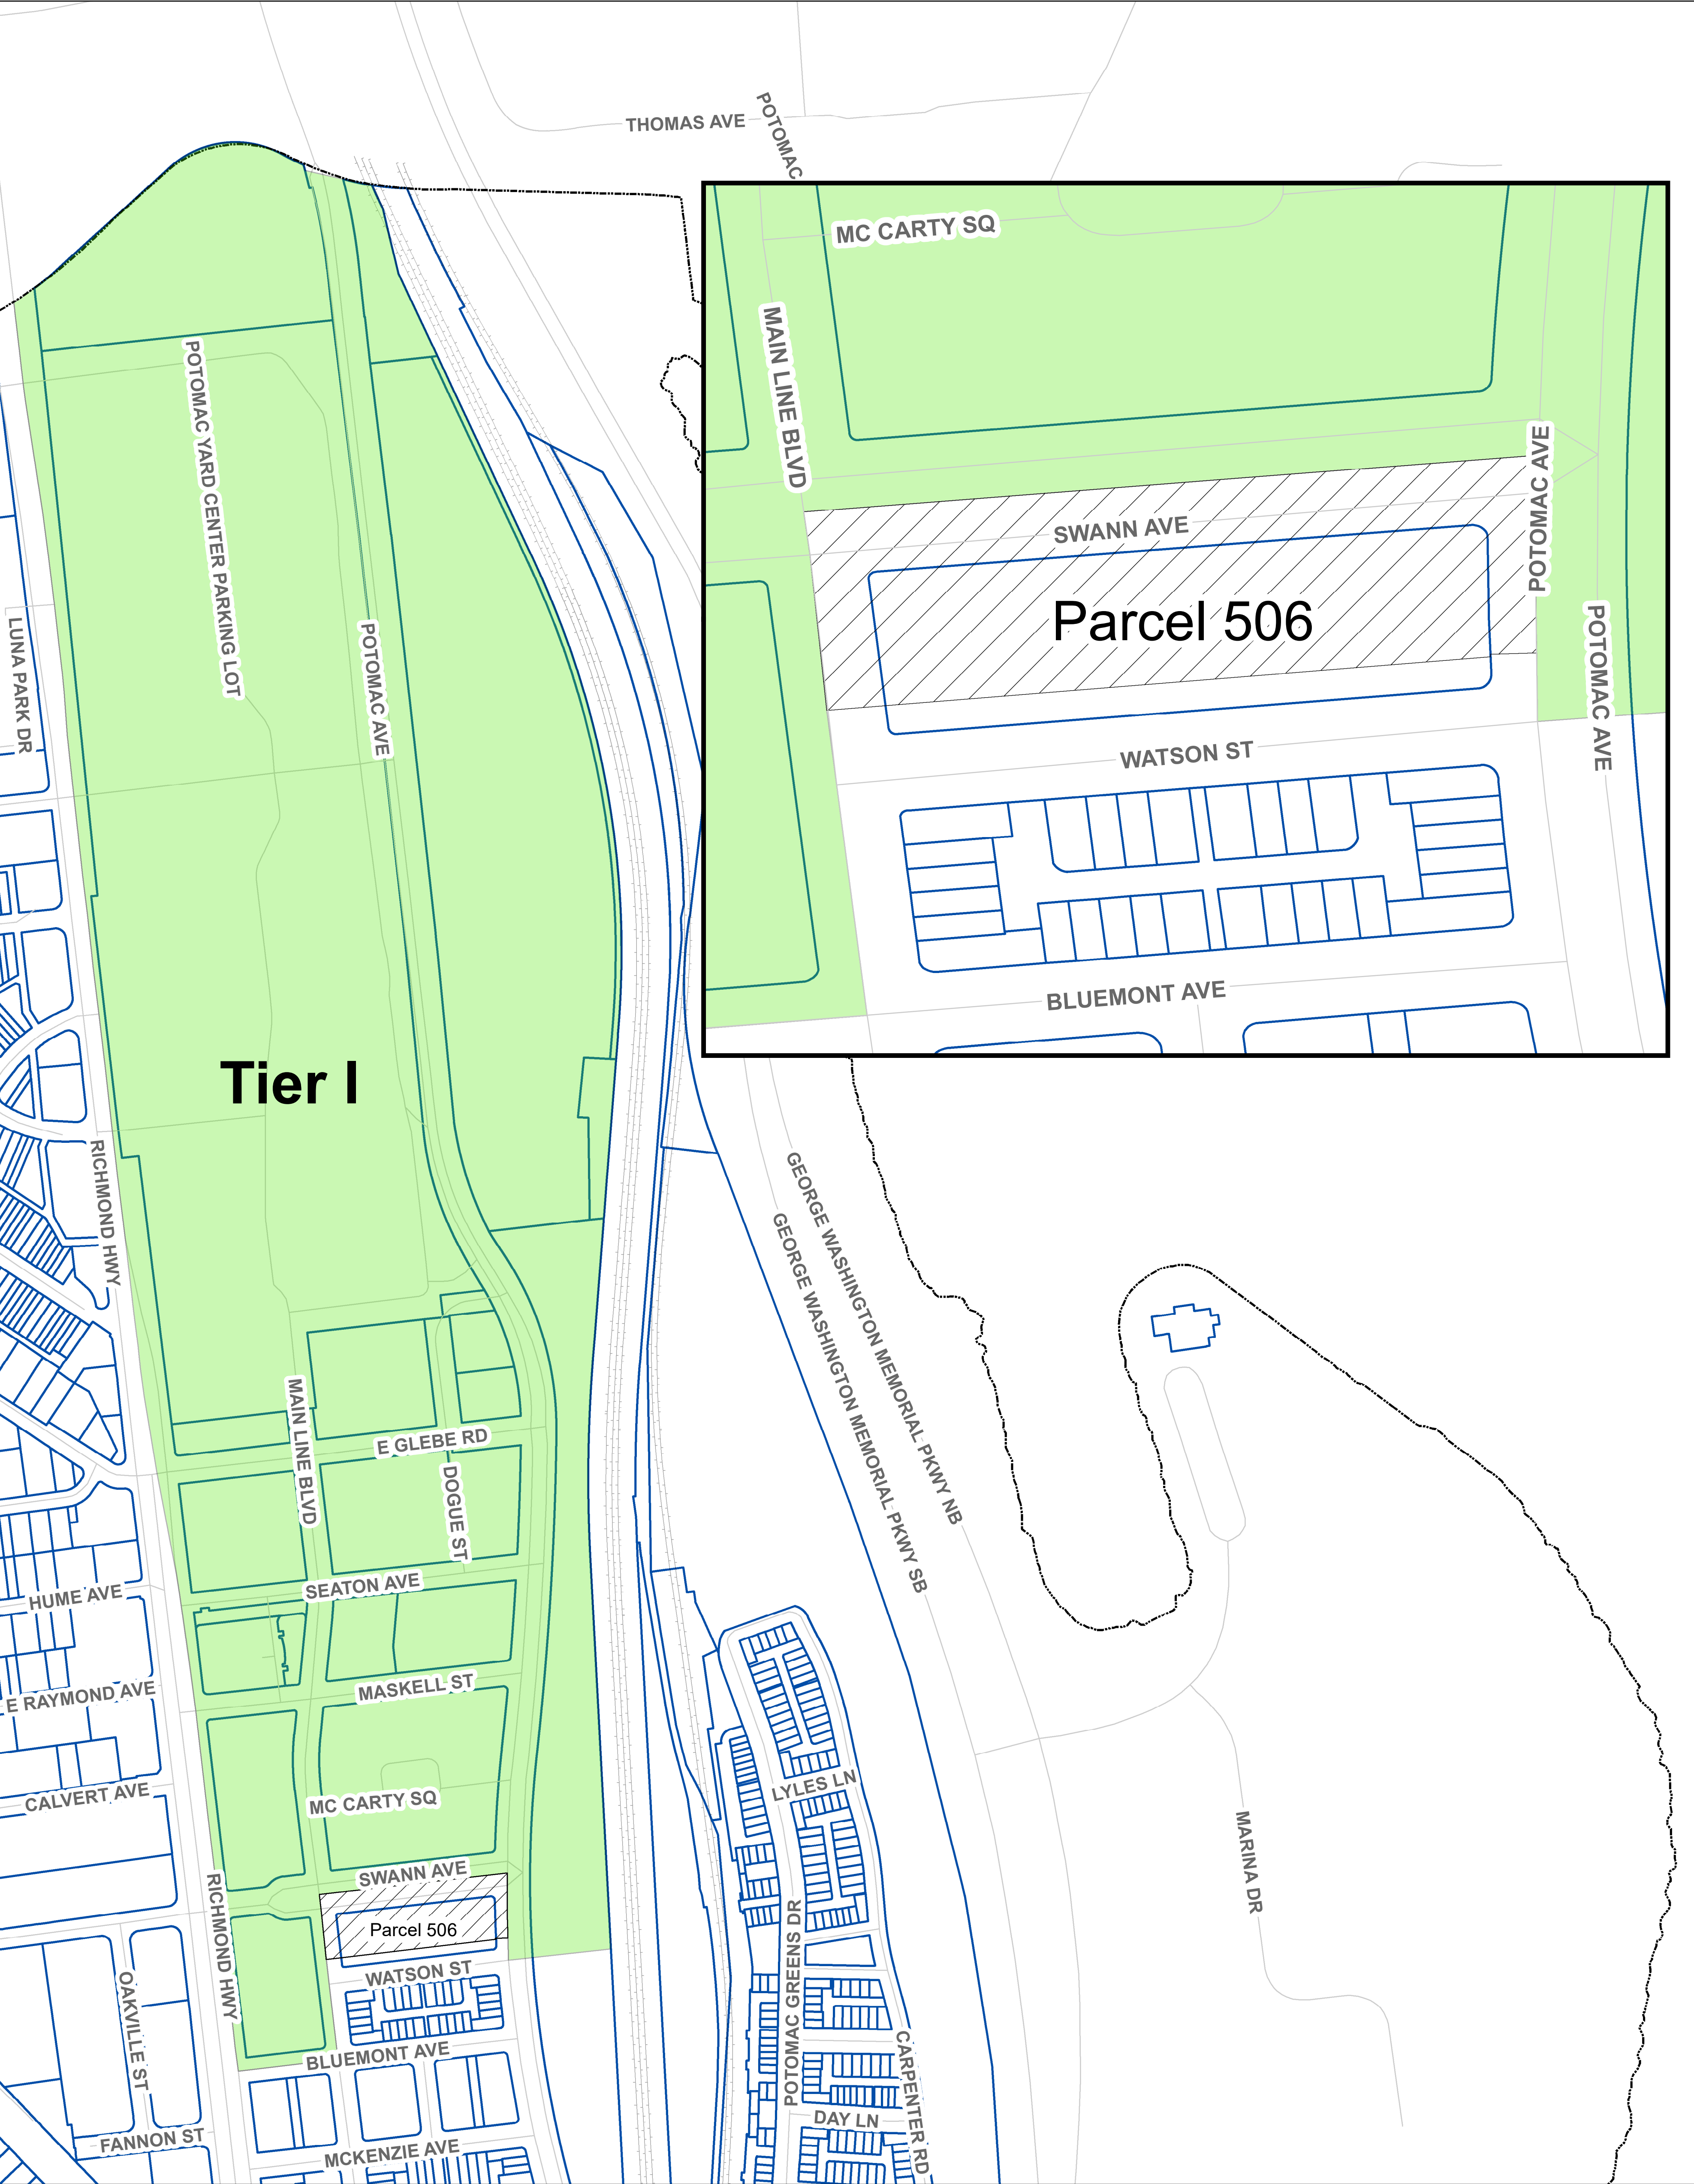 THOMAS AVE
POTOMAC
MC CARTY SQ
MAIN LINE BLVD
SWANN AVE
POTOMAC AVE
Parcel 506
POTOMAC AVE
WATSON ST
BLUEMONT AVE
POTOMAC YARD CENTER PARKING LOT
POTOMAC AVE
LUNA PARK DR
Tier I
RICHMOND HWY
GEORGE WASHINGTON MEMORIAL PKWY NB
GEORGE WASHINGTON MEMORIAL PKWY SB
MAIN LINE BLVD
E GLEBE RD
DOGUE ST
SEATON AVE
HUME AVE
MASKELL ST
E RAYMOND AVE
LYLES LN
CALVERT AVE
MC CARTY SQ
MARINA DR
SWANN AVE
RICHMOND HWY
Parcel 506
POTOMAC GREENS DR
WATSON ST
OAKVILLE ST
BLUEMONT AVE
CARPENTER RD
DAY LN
FANNON ST
MCKENZIE AVE